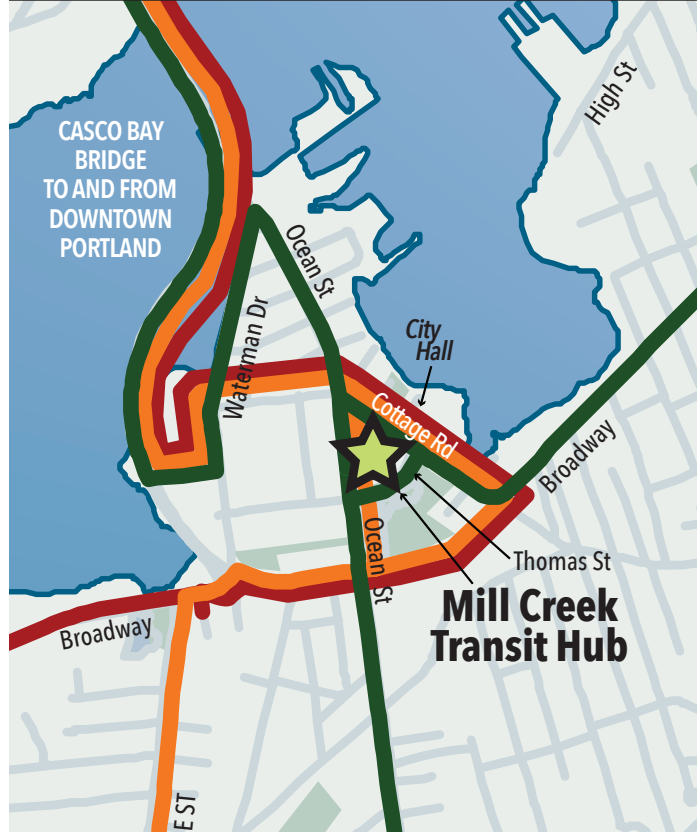 High St
CASCO BAY
BRIDGE
TO AND FROM
DOWNTOWN
PORTLAND
Ocean St
Waterman Dr
City
Hall
Cottage Rd
Broadway
Ocean St
Thomas St
Mill Creek
Transit Hub
Broadway
E ST